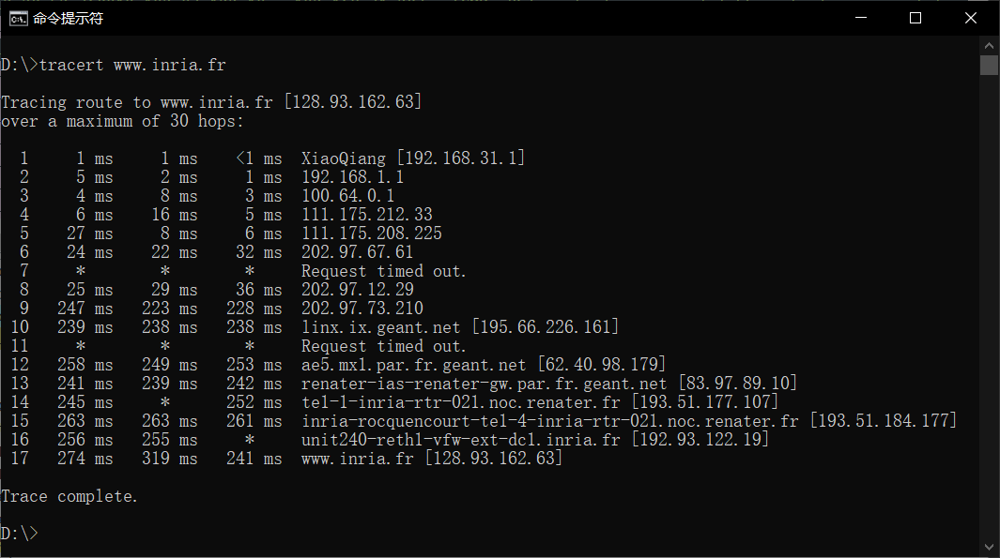 命令提示符
D:\>tracert www.inria.fr
Tracing route to www.inria.fr [128.93.162.63]
over a maximum of 30 hops:
1 1 ms 1 ms <1 ms XiaoQiang [192.168.31.1]
2 5 ms 2 ms 1 ms 192.168.1.1
3 4 ms 8 ms 3 ms 100.64.0.1
4 6 ms 16 ms 5 ms 111.175.212.33
5 27 ms 8 ms 6 ms 111.175.208.225
6 24 ms 22 ms 32 ms 202.97.67.61
7 * * * Request timed out.
8 25 ms 29 ms 36 ms 202.97.12.29
9 247 ms 223 ms 228 ms 202.97.73.210
10 239 ms 238 ms 238 ms linx.ix.geant.net [195.66.226.161]
11 * * * Request timed out.
12 258 ms 249 ms 253 ms ae5.mx1.par.fr.geant.net [62.40.98.179]
13 241 ms 239 ms 242 ms renater-ias-renater-gw.par.fr.geant.net [83.97.89.10]
14 245 ms * 252 ms tel-1-inria-rtr-021.noc.renater.fr [193.51.177.107]
15 263 ms 263 ms 261 ms inria-rocquencourt-tel-4-inria-rtr-021.noc.renater.fr [193.51.184.177]
16 256 ms 255 ms * unit240-reth1-vfw-ext-dc1.inria.fr [192.93.122.19]
17 274 ms 319 ms 241 ms www.inria.fr [128.93.162.63]
Trace complete.
D:\>